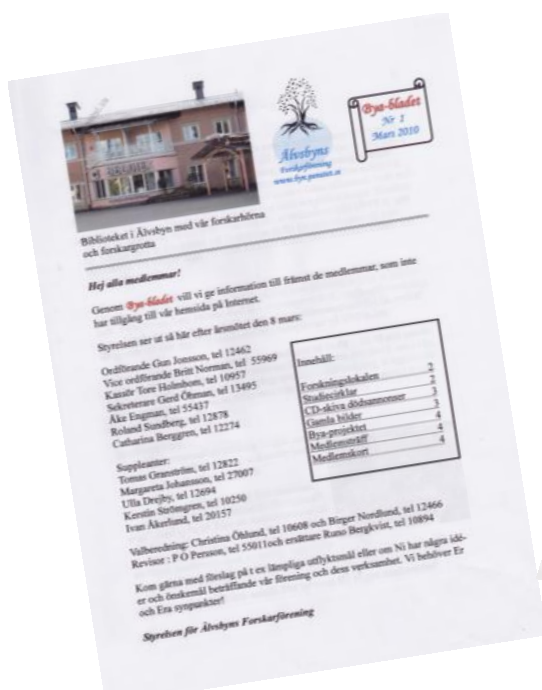 Bya-bladet
Nr 1
Mars 2010
Älvsbyns
Forskarförening
www.bya.genuint.se
Biblioteket i Älvsbyn med vår forskarhörna
och forskargrotta
Hej alla medlemmar!
Genom Bya-bladet vill vi ge information till främst de medlemmar, som inte
har tillgång till vår hemsida på Internet.
Styrelsen ser ut så här efter årsmötet den 8 mars:
Ordförande Gun Jonsson, tel 12462
Vice ordförande Britt Norman, tel 55969
Kassör Tore Holmbom, tel 10957
Sekreterare Gerd Öhman, tel 13495
Åke Engman, tel 55437
Roland Sundberg, tel 12878
Catharina Berggren, tel 12274
Innehåll:
Forskningslokalen 2
Studiecirklar 2
CD-skiva dödsannonser 3
Gamla bilder 3
Bya-projektet 4
Medlemsträff 4
Medlemskort 4
Suppleanter:
Tomas Granström, tel 12822
Margareta Johansson, tel 27007
Ulla Drejby, tel 12694
Kerstin Strömgren, tel 10250
Ivan Åkerlund, tel 20157
Valberedning: Christina Öhlund, tel 10608 och Birger Nordlund, tel 12466
Revisor : P O Persson, tel 55011och ersättare Runo Bergkvist, tel 10894
Kom gärna med förslag på t ex lämpliga utflyktsmål eller om Ni har några idé-
er och önskemål beträffande vår förening och dess verksamhet. Vi behöver Er
och Era synpunkter!
Styrelsen för Älvsbyns Forskarförening